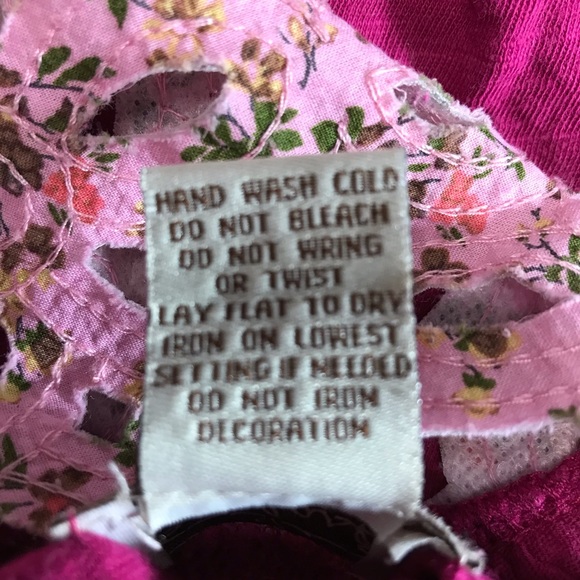 HAND WASH COLD
DO NOT BLEACH
DO NOT WRING
OR TWIST
LAY FLAT TO DRY
IRON ON LOWEST
SETTING IF NEEDED
DO NOT IRON
DECORATION